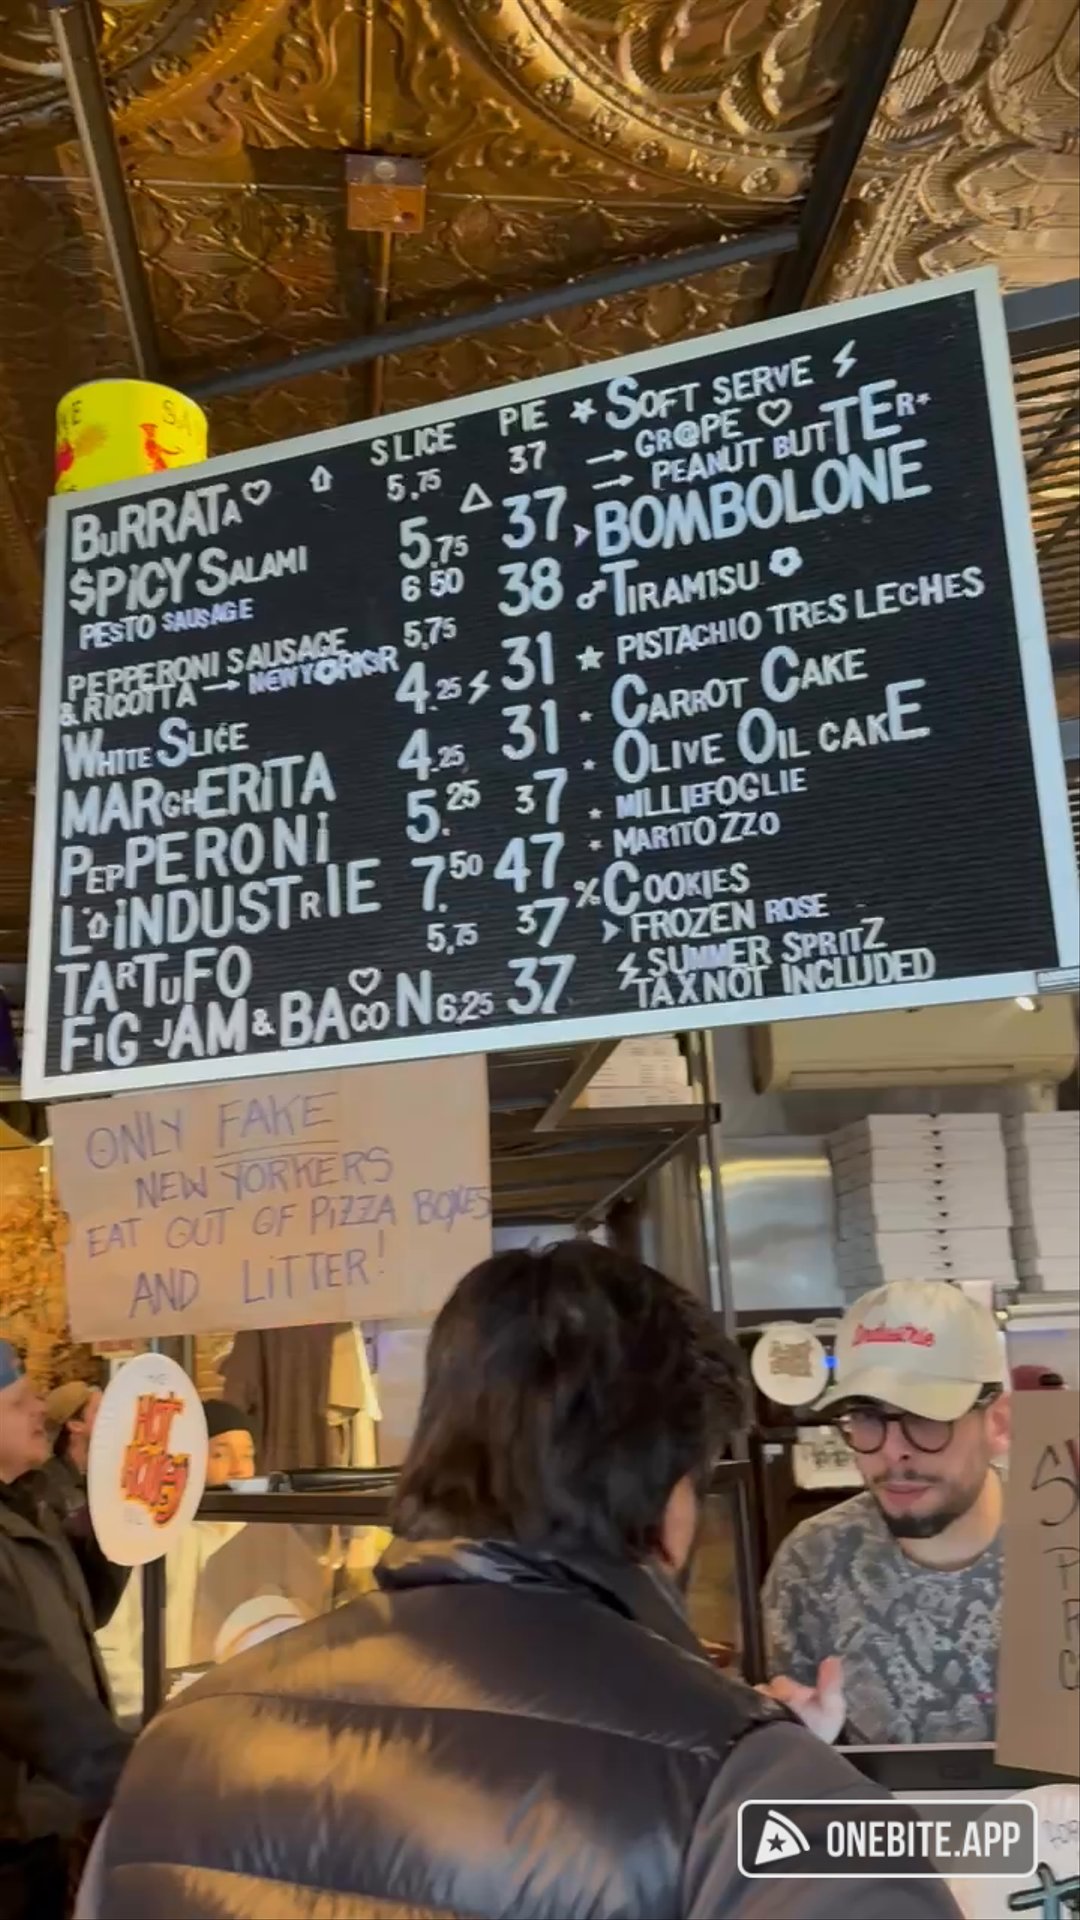 SLICE PIE
BuRRATA 5.75 37
$PiCY SALAMI 5.75 37
PESTO SAUSAGE 6 50 38
PEPPERONI SAUSAGE 5,75
& RICOTTA → NEW YORKER
WHITE SLICE 4.25 31
MARGHERITA 4.25 31
PEPPERONi 5.25 37
L'iNDUSTRIE 7.50 47
TARTUFO 5,75 37
FiG JAM & BACON 6,25 37
SOFT SERVE
→ GR@PE
→ PEANUT BUTTER
BOMBOLONE
TIRAM1SU
PISTACHIO TRES LECHES
CARROT CAKE
OLIVE OIL CAKE
MILLIEFOGLIE
MAR1TOZZO
% COOKIES
FROZEN ROSE
SUMMER SPRITZ
TAX NOT INCLUDED
ONLY FAKE
NEW YORKERS
EAT OUT OF PiZZA BOXES
AND LiTTER!
HOT
HONEY
ONEBITE.APP